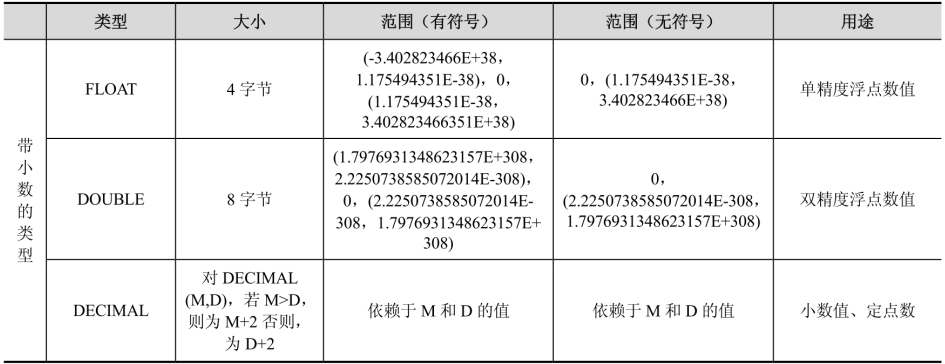 类型 大小 范围（有符号） 范围（无符号） 用途
带小数的类型
FLOAT
4 字节
(-3.402823466E+38，
1.175494351E-38)，0，
(1.175494351E-38，
3.402823466351E+38)
0，(1.175494351E-38，
3.402823466E+38)
单精度浮点数值
DOUBLE
8 字节
(1.7976931348623157E+308，
2.2250738585072014E-308)，
0，(2.2250738585072014E-
308，1.7976931348623157E+
308)
0，
(2.2250738585072014E-308，
1.7976931348623157E+308)
双精度浮点数值
DECIMAL
对 DECIMAL
(M,D)，若 M>D，
则为 M+2 否则，
为 D+2
依赖于 M 和 D 的值
依赖于 M 和 D 的值
小数值、定点数